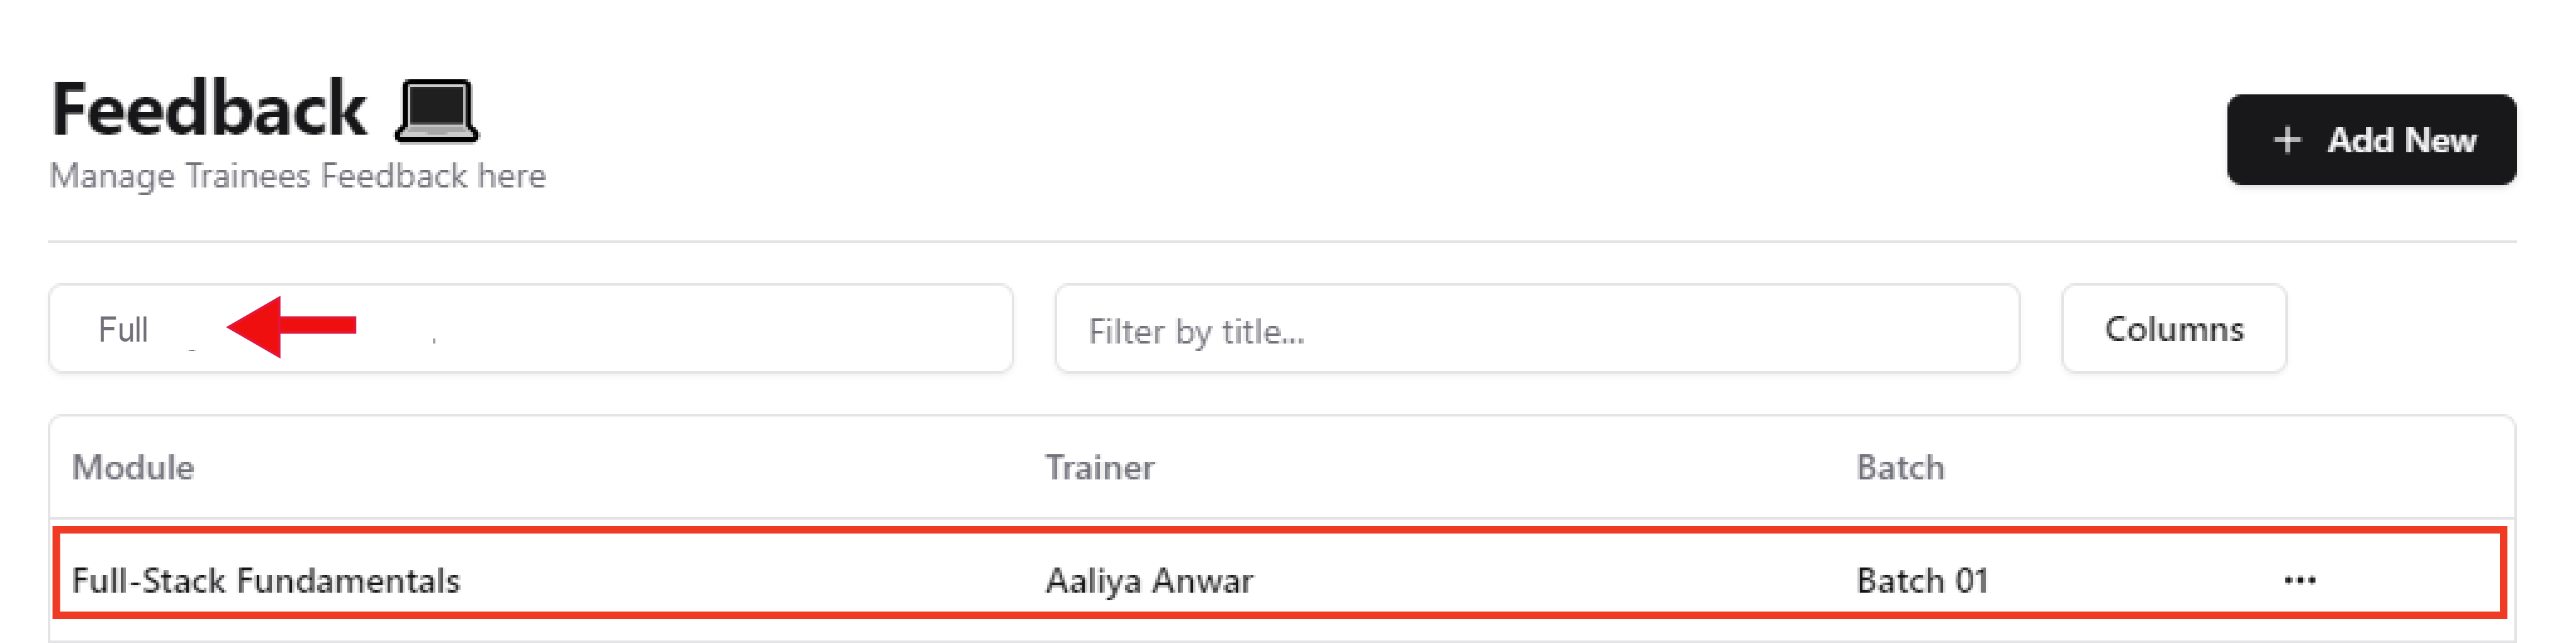 Feedback
Manage Trainees Feedback here
+ Add New
Full
Filter by title...
Columns
Module Trainer Batch
Full-Stack Fundamentals Aaliya Anwar Batch 01 ...